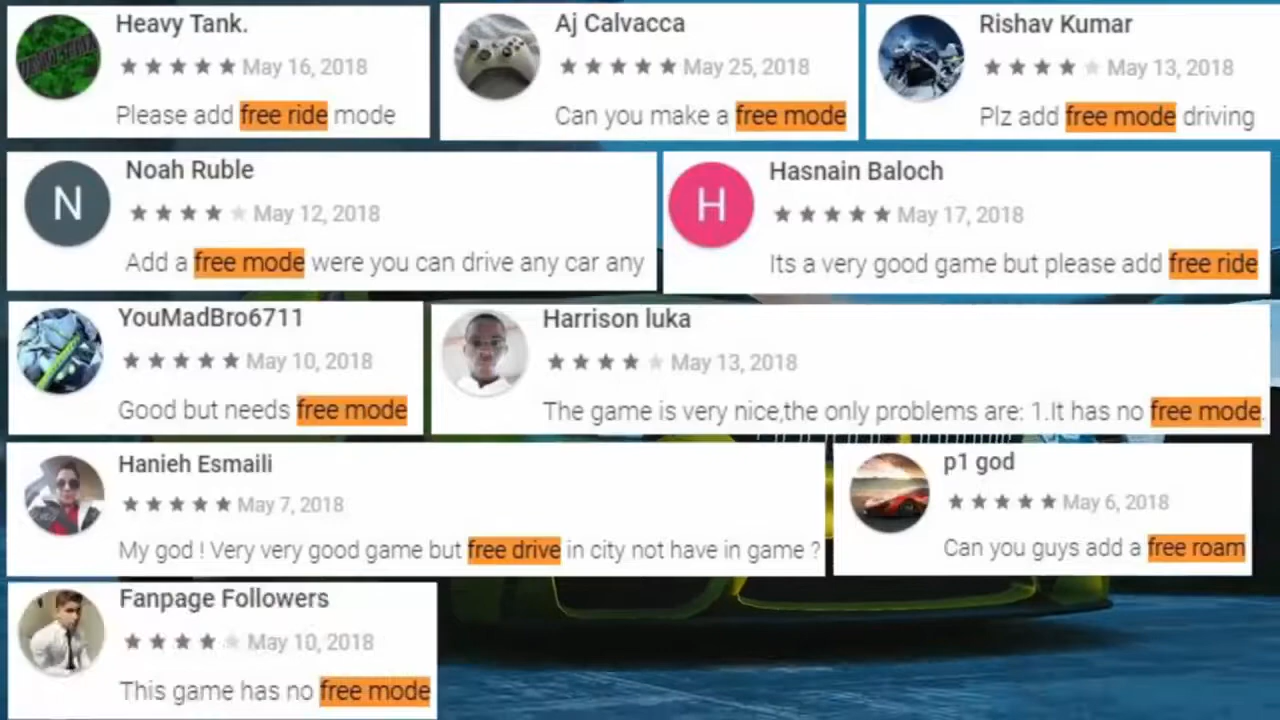 Heavy Tank.
May 16, 2018
Please add free ride mode
Aj Calvacca
May 25, 2018
Can you make a free mode
Rishav Kumar
May 13, 2018
Plz add free mode driving
N
Noah Ruble
May 12, 2018
Add a free mode were you can drive any car any
H
Hasnain Baloch
May 17, 2018
Its a very good game but please add free ride
YouMadBro6711
May 10, 2018
Good but needs free mode
Harrison luka
May 13, 2018
The game is very nice,the only problems are: 1.It has no free mode.
Hanieh Esmaili
May 7, 2018
My god ! Very very good game but free drive in city not have in game ?
p1 god
May 6, 2018
Can you guys add a free roam
Fanpage Followers
May 10, 2018
This game has no free mode